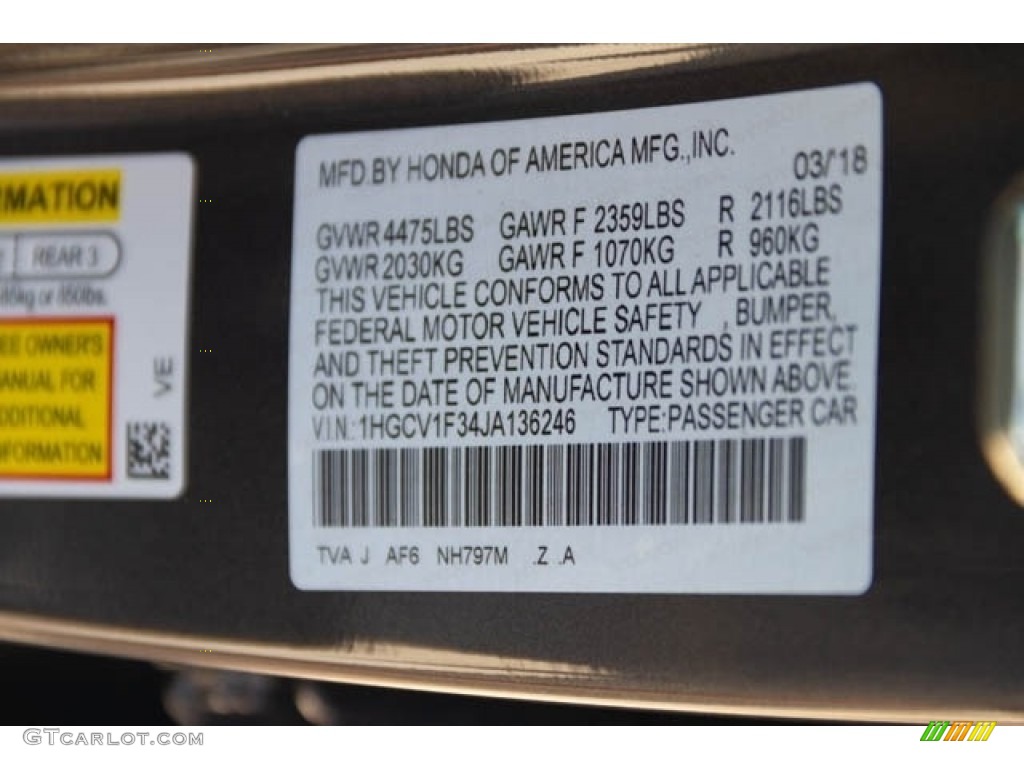 RMATION
REAR 3
or 850lbs.
EE OWNER'S
ANUAL FOR
DDITIONAL
FORMATION
VE
MFD.BY HONDA OF AMERICA MFG.,INC.
03/18
GVWR 4475LBS GAWR F 2359LBS R 2116LBS
GVWR 2030KG GAWR F 1070KG R 960KG
THIS VEHICLE CONFORMS TO ALL APPLICABLE
FEDERAL MOTOR VEHICLE SAFETY , BUMPER,
AND THEFT PREVENTION STANDARDS IN EFFECT
ON THE DATE OF MANUFACTURE SHOWN ABOVE.
V.I.N.:1HGCV1F34JA136246 TYPE:PASSENGER CAR
TVA J AF6 NH797M .Z .A
GTCARLOT.COM